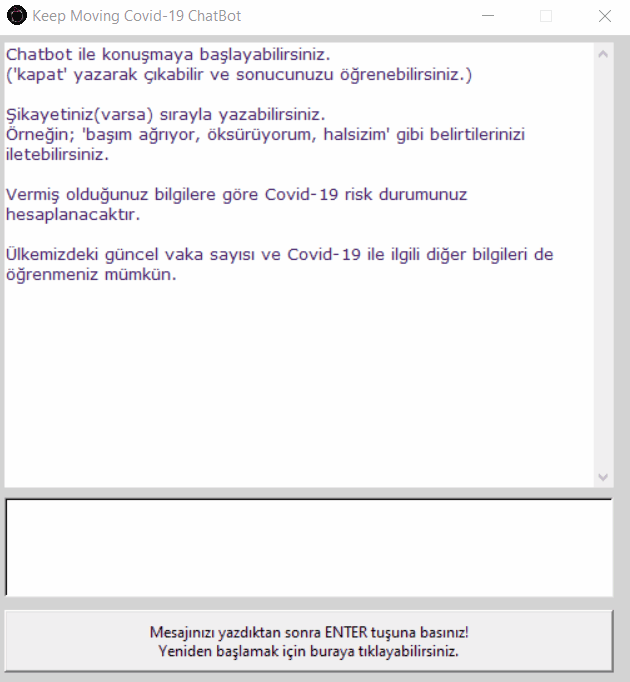 Keep Moving Covid-19 ChatBot
Chatbot ile konuşmaya başlayabilirsiniz.
('kapat' yazarak çıkabilir ve sonucunuzu öğrenebilirsiniz.)
Şikayetiniz(varsa) sırayla yazabilirsiniz.
Örneğin; 'başım ağrıyor, öksürüyorum, halsizim' gibi belirtilerinizi
iletebilirsiniz.
Vermiş olduğunuz bilgilere göre Covid-19 risk durumunuz
hesaplanacaktır.
Ülkemizdeki güncel vaka sayısı ve Covid-19 ile ilgili diğer bilgileri de
öğrenmeniz mümkün.
Mesajınızı yazdıktan sonra ENTER tuşuna basınız!
Yeniden başlamak için buraya tıklayabilirsiniz.